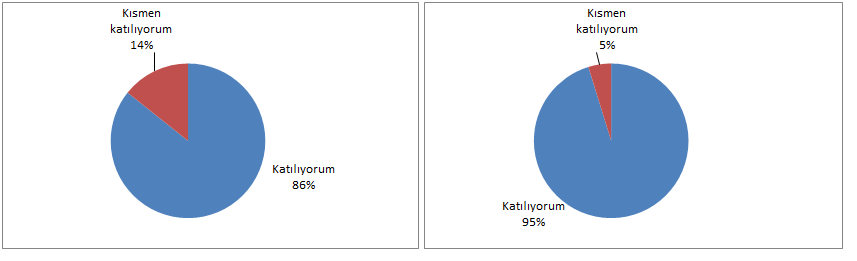 Kısmen
katılıyorum
14%
Katılıyorum
86%
Kısmen
katılıyorum
5%
Katılıyorum
95%